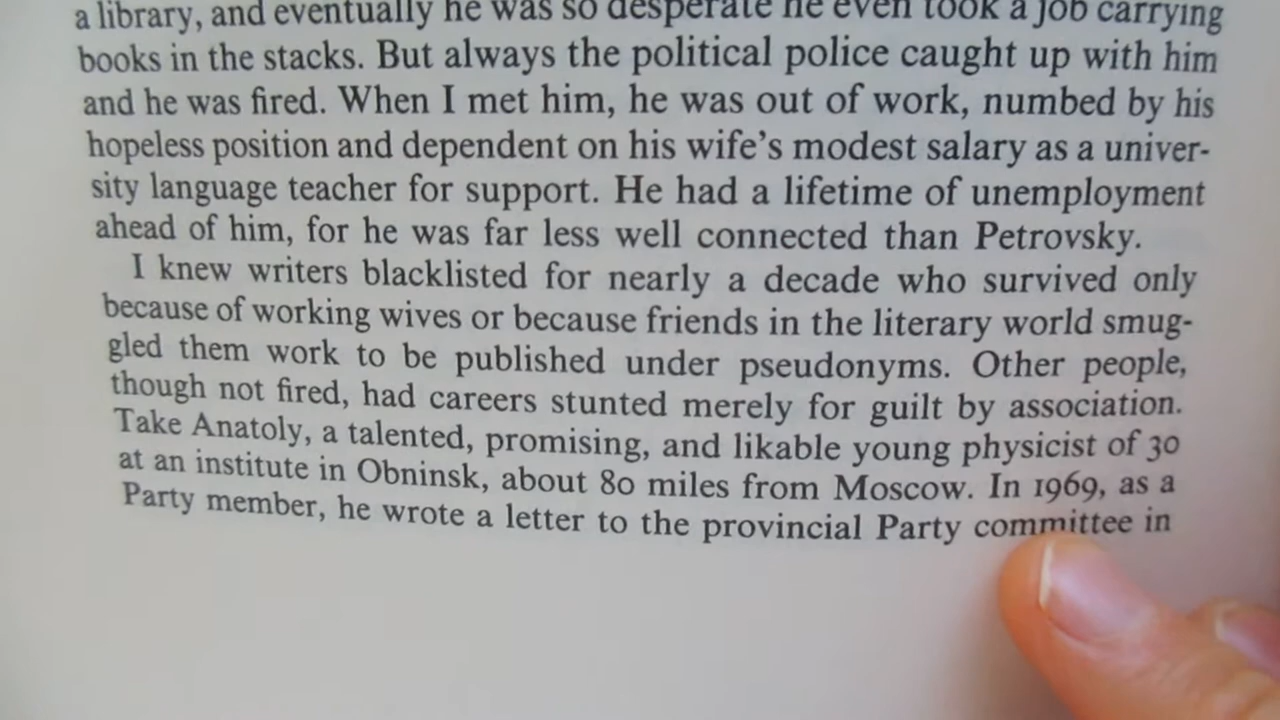 a library, and eventually he was so desperate he even took a job carrying
books in the stacks. But always the political police caught up with him
and he was fired. When I met him, he was out of work, numbed by his
hopeless position and dependent on his wife’s modest salary as a univer-
sity language teacher for support. He had a lifetime of unemployment
ahead of him, for he was far less well connected than Petrovsky.
I knew writers blacklisted for nearly a decade who survived only
because of working wives or because friends in the literary world smug-
gled them work to be published under pseudonyms. Other people,
though not fired, had careers stunted merely for guilt by association.
Take Anatoly, a talented, promising, and likable young physicist of 30
at an institute in Obninsk, about 80 miles from Moscow. In 1969, as a
Party member, he wrote a letter to the provincial Party committee in